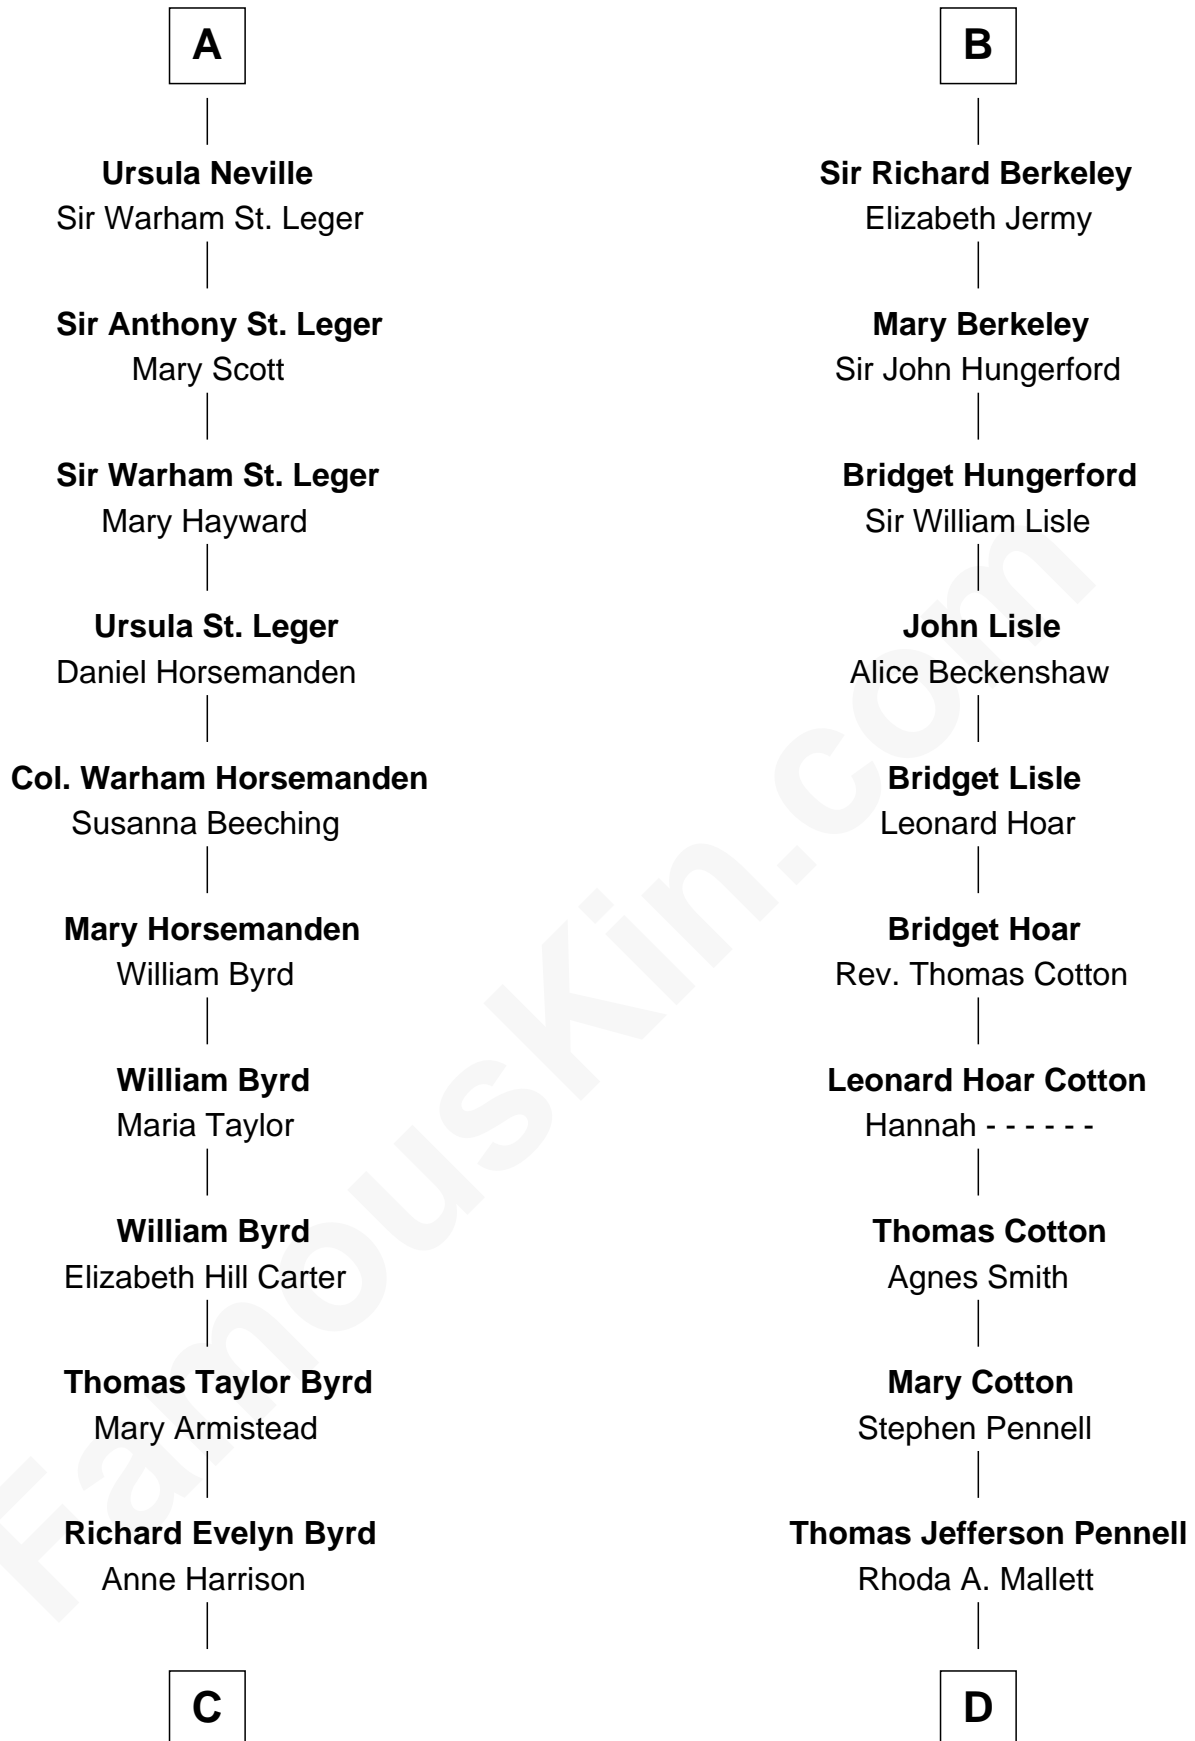 A
Ursula Neville
Sir Warham St. Leger
Sir Anthony St. Leger
Mary Scott
Sir Warham St. Leger
Mary Hayward
Ursula St. Leger
Daniel Horsemanden
Col. Warham Horsemanden
Susanna Beeching
Mary Horsemanden
William Byrd
William Byrd
Maria Taylor
William Byrd
Elizabeth Hill Carter
Thomas Taylor Byrd
Mary Armistead
Richard Evelyn Byrd
Anne Harrison
C
B
Sir Richard Berkeley
Elizabeth Jermy
Mary Berkeley
Sir John Hungerford
Bridget Hungerford
Sir William Lisle
John Lisle
Alice Beckenshaw
Bridget Lisle
Leonard Hoar
Bridget Hoar
Rev. Thomas Cotton
Leonard Hoar Cotton
Hannah - - - - - -
Thomas Cotton
Agnes Smith
Mary Cotton
Stephen Pennell
Thomas Jefferson Pennell
Rhoda A. Mallett
D
FamousKin.com